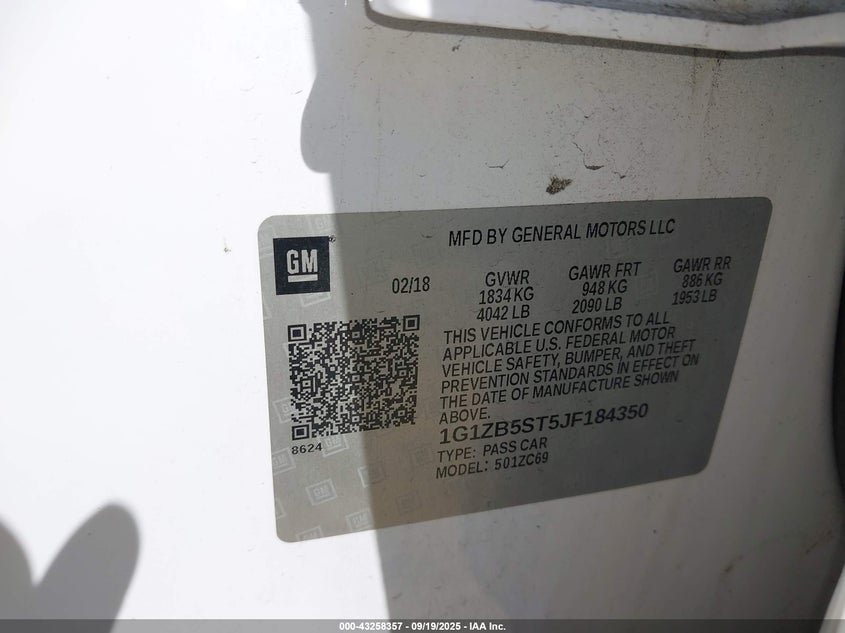 MFD BY GENERAL MOTORS LLC
GM®
02/18
GVWR
1834 KG
4042 LB
GAWR FRT
948 KG
2090 LB
GAWR RR
886 KG
1953 LB
THIS VEHICLE CONFORMS TO ALL
APPLICABLE U.S. FEDERAL MOTOR
VEHICLE SAFETY, BUMPER, AND THEFT
PREVENTION STANDARDS IN EFFECT ON
THE DATE OF MANUFACTURE SHOWN
ABOVE.
8624
1G1ZB5ST5JF184350
TYPE: PASS CAR
MODEL: 501ZC69
000-43258357 - 09/19/2025 - IAA Inc.